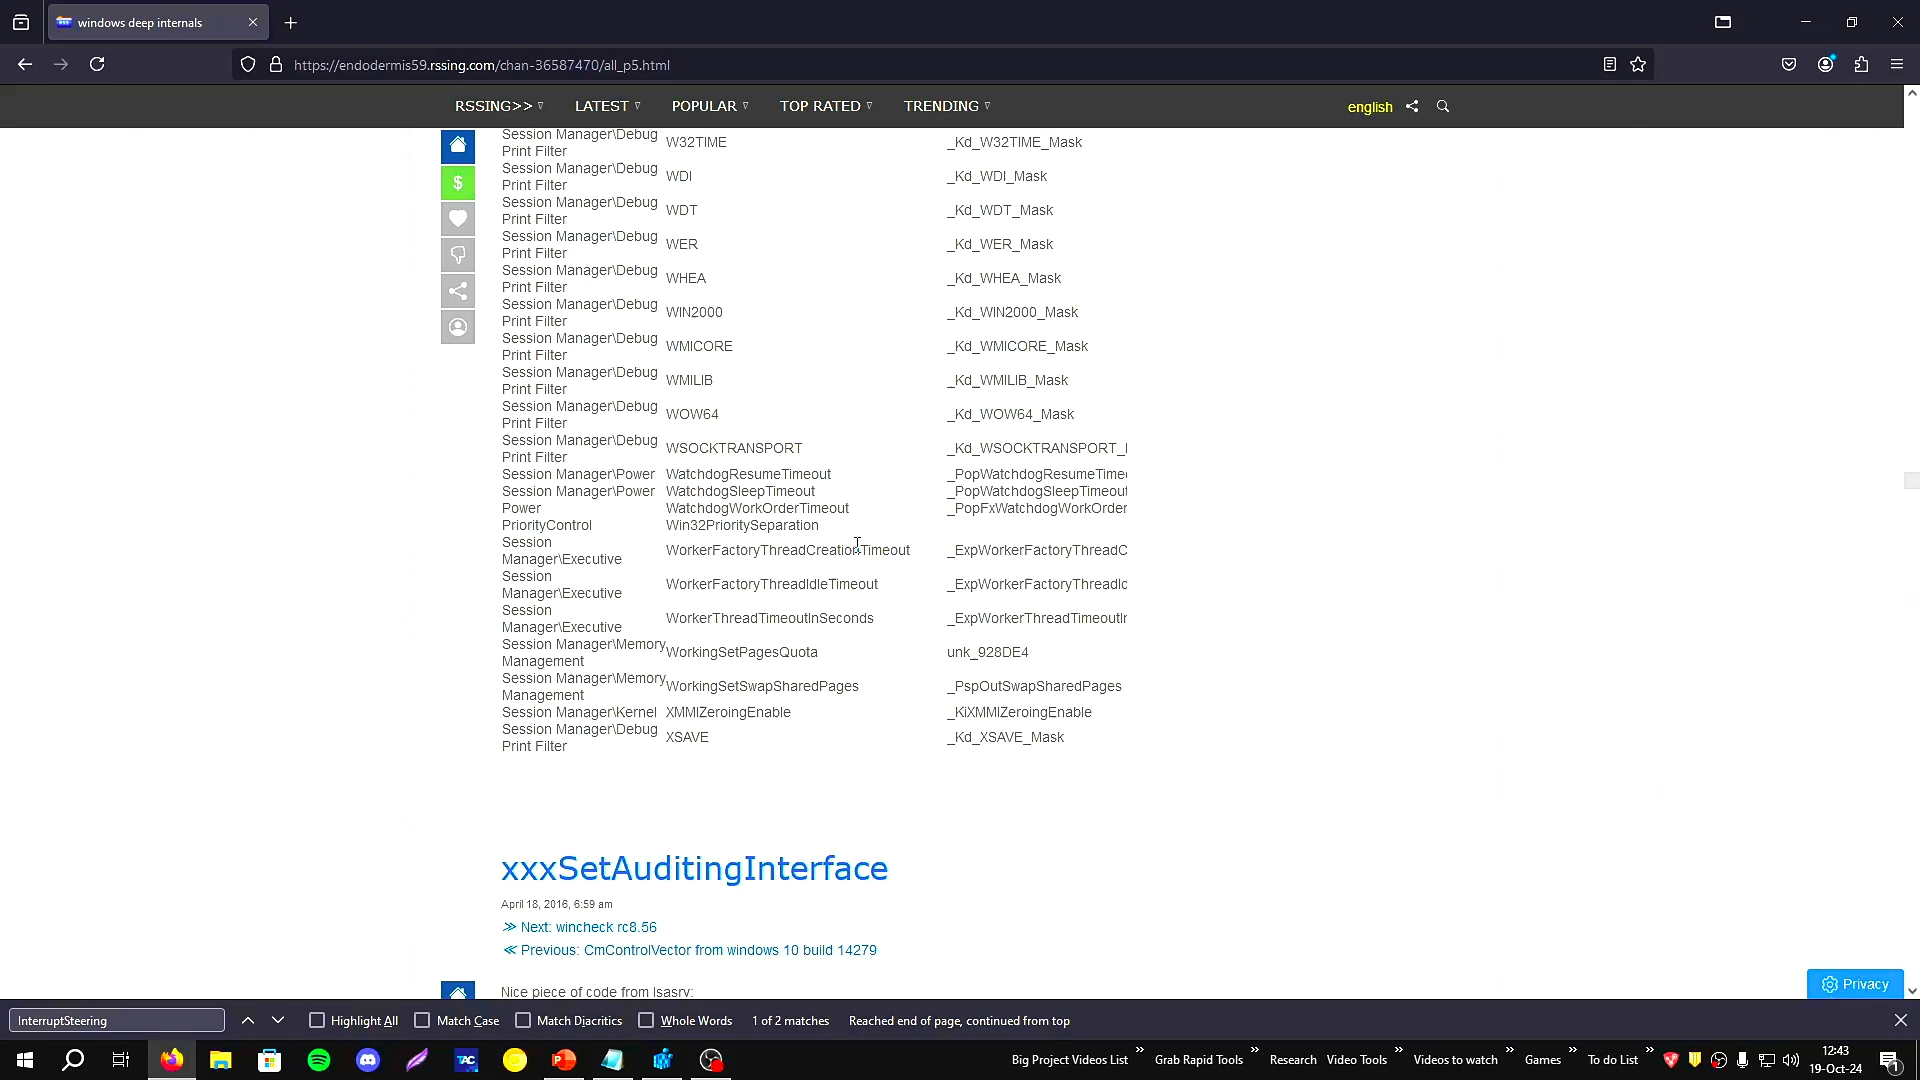 windows deep internals
https://endodermis59.rssing.com/chan-36587470/all_p5.html
RSSING>> LATEST POPULAR TOP RATED TRENDING english
Session Manager\Debug
Print Filter
W32TIME
_Kd_W32TIME_Mask
Session Manager\Debug
Print Filter
WDI
_Kd_WDI_Mask
Session Manager\Debug
Print Filter
WDT
_Kd_WDT_Mask
Session Manager\Debug
Print Filter
WER
_Kd_WER_Mask
Session Manager\Debug
Print Filter
WHEA
_Kd_WHEA_Mask
Session Manager\Debug
Print Filter
WIN2000
_Kd_WIN2000_Mask
Session Manager\Debug
Print Filter
WMICORE
_Kd_WMICORE_Mask
Session Manager\Debug
Print Filter
WMILIB
_Kd_WMILIB_Mask
Session Manager\Debug
Print Filter
WOW64
_Kd_WOW64_Mask
Session Manager\Debug
Print Filter
WSOCKTRANSPORT
_Kd_WSOCKTRANSPORT_
Session Manager\Power WatchdogResumeTimeout _PopWatchdogResumeTime
Session Manager\Power WatchdogSleepTimeout _PopWatchdogSleepTimeout
Power WatchdogWorkOrderTimeout _PopFxWatchdogWorkOrder
PriorityControl Win32PrioritySeparation
Session
Manager\Executive
WorkerFactoryThreadCreationTimeout
_ExpWorkerFactoryThreadC
Session
Manager\Executive
WorkerFactoryThreadIdleTimeout
_ExpWorkerFactoryThreadIc
Session
Manager\Executive
WorkerThreadTimeoutInSeconds
_ExpWorkerThreadTimeoutIr
Session Manager\Memory
Management
WorkingSetPagesQuota
unk_928DE4
Session Manager\Memory
Management
WorkingSetSwapSharedPages
_PspOutSwapSharedPages
Session Manager\Kernel XMMIZeroingEnable _KiXMMIZeroingEnable
Session Manager\Debug
Print Filter
XSAVE
_Kd_XSAVE_Mask
xxxSetAuditingInterface
April 18, 2016, 6:59 am
≫ Next: wincheck rc8.56
≪ Previous: CmControlVector from windows 10 build 14279
Nice piece of code from lsasrv:
Privacy
InterruptSteering Highlight All Match Case Match Diacritics Whole Words 1 of 2 matches Reached end of page, continued from top
TAC
Big Project Videos List » Grab Rapid Tools » Research Video Tools » Videos to watch » Games » To do List »
12:43
19-Oct-24
1